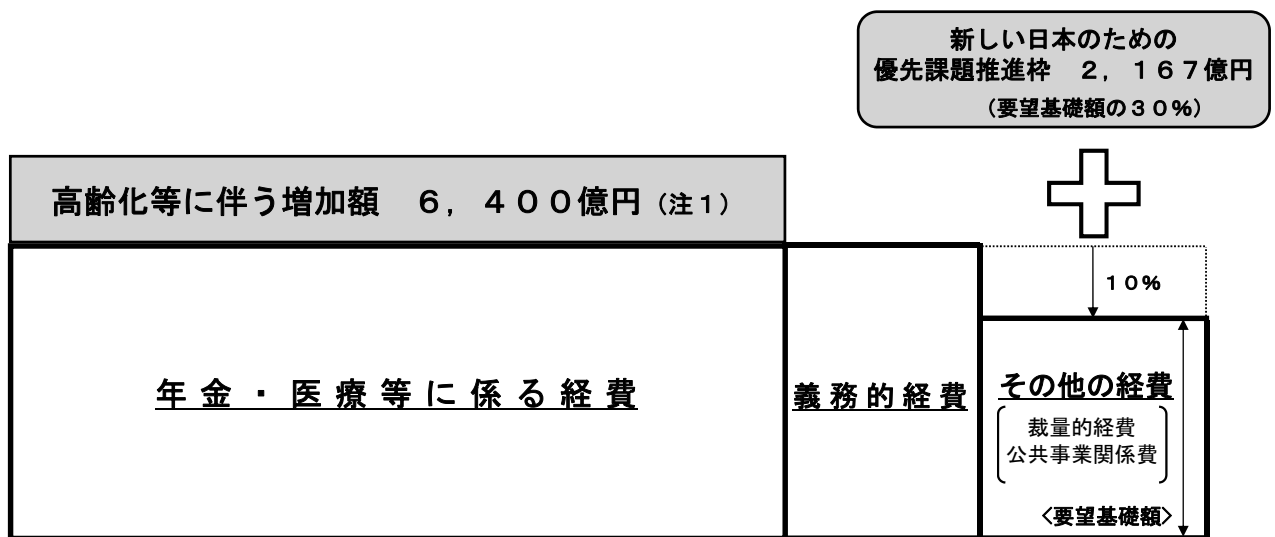 新しい日本のための
優先課題推進枠　２，１６７億円
（要望基礎額の３０％）
高齢化等に伴う増加額　６，４００億円（注１）
１０％
年金・医療等に係る経費
義務的経費
その他の経費
裁量的経費
公共事業関係費
〈要望基礎額〉